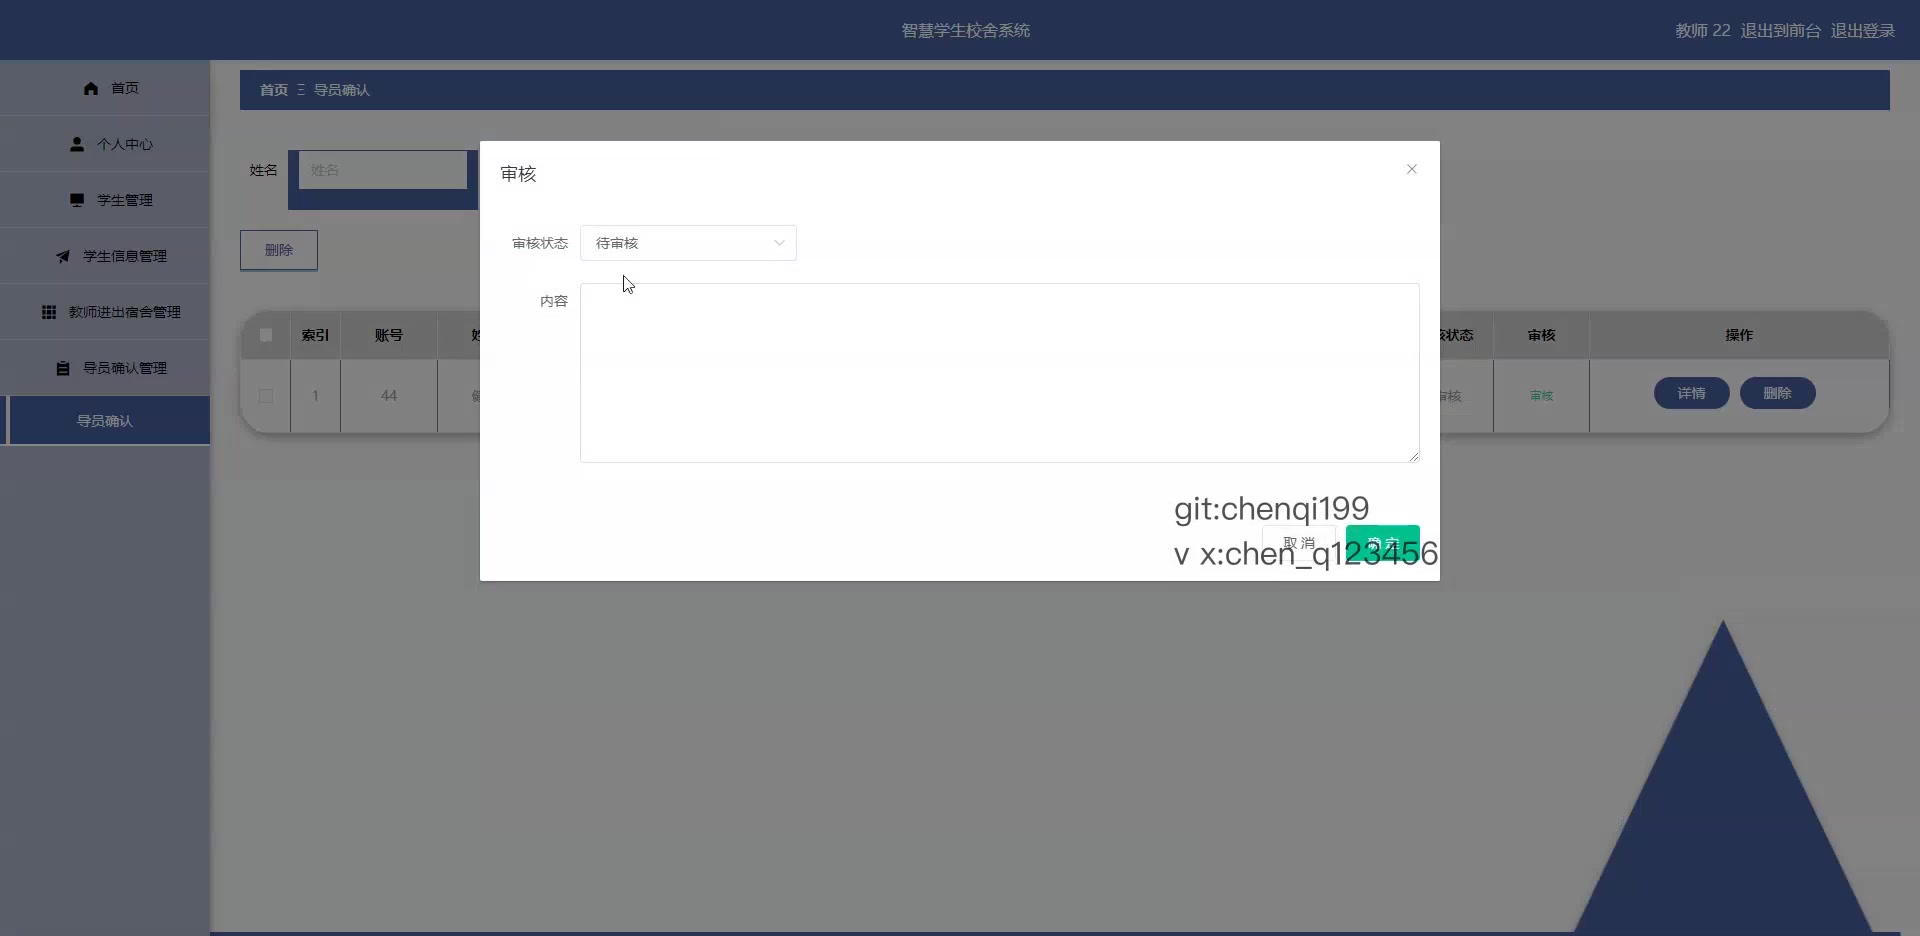 智慧学生校舍系统
教师 22 退出到前台 退出登录
首页
个人中心
学生管理
学生信息管理
教师进出宿舍管理
导员确认管理
导员确认
首页 Ξ 导员确认
姓名 姓名
删除
索引 账号 状态 审核 操作
1 44 审核 审核 详情 删除
审核
审核状态 待审核
内容
取消 确定
git:chenqi199
v x:chen_q123456